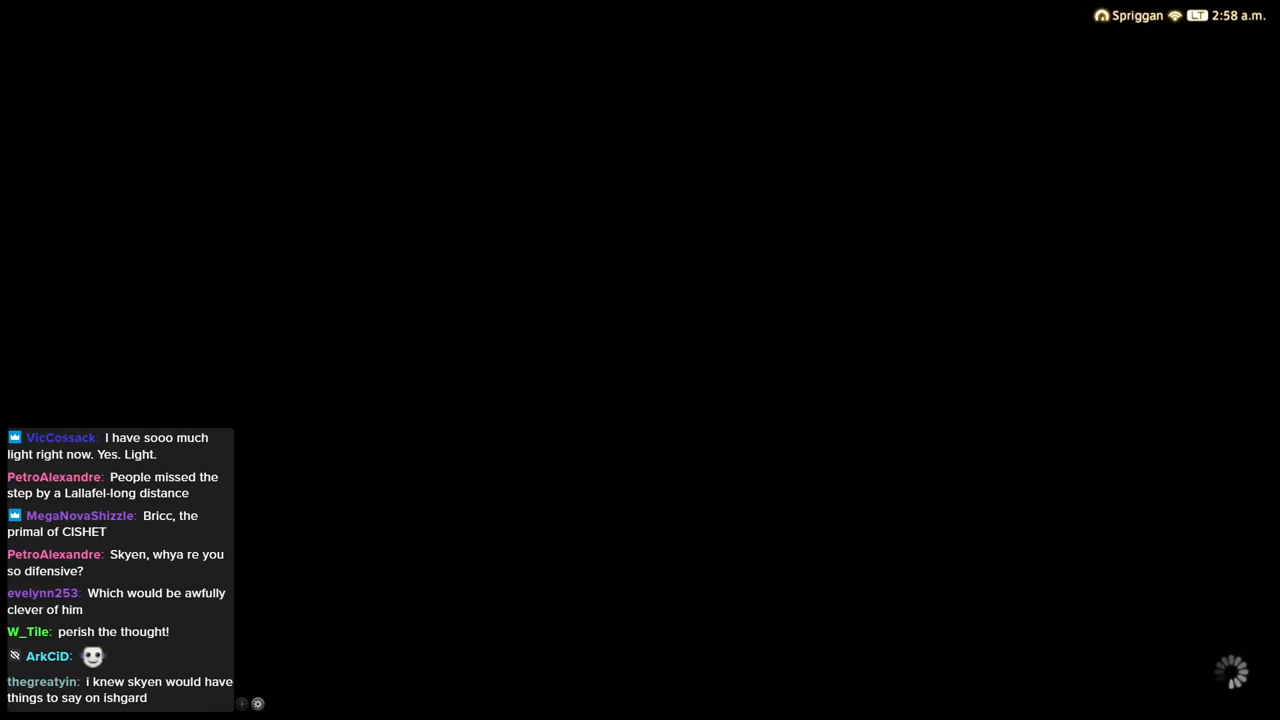 Spriggan LT 2:58 a.m.
VicCossack: I have sooo much
light right now. Yes. Light.
PetroAlexandre: People missed the
step by a Lallafel-long distance
MegaNovaShizzle: Bricc, the
primal of CISHET
PetroAlexandre: Skyen, whya re you
so difensive?
evelynn253: Which would be awfully
clever of him
W_Tile: perish the thought!
ArkCiD:
thegreatyin: i knew skyen would have
things to say on ishgard